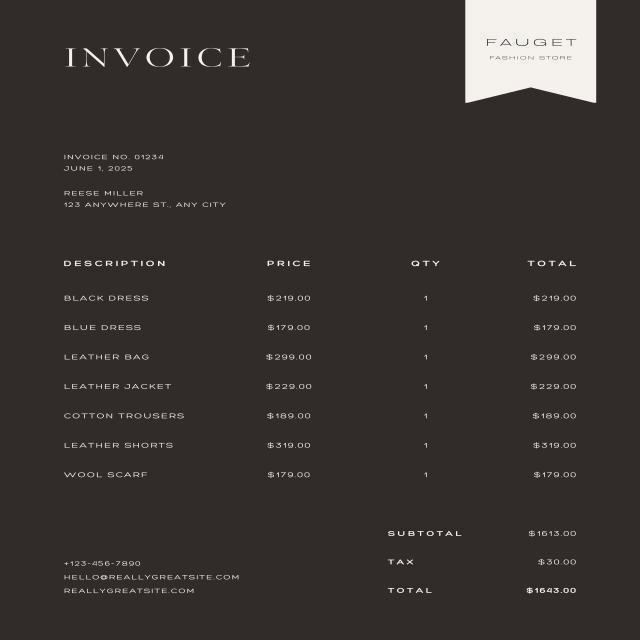 INVOICE
FAUGET
FASHION STORE
INVOICE NO. 01234
JUNE 1, 2025
REESE MILLER
123 ANYWHERE ST., ANY CITY
DESCRIPTION PRICE QTY TOTAL
BLACK DRESS $219.00 1 $219.00
BLUE DRESS $179.00 1 $179.00
LEATHER BAG $299.00 1 $299.00
LEATHER JACKET $229.00 1 $229.00
COTTON TROUSERS $189.00 1 $189.00
LEATHER SHORTS $319.00 1 $319.00
WOOL SCARF $179.00 1 $179.00
SUBTOTAL $1613.00
TAX $30.00
TOTAL $1643.00
+123-456-7890
HELLO@REALLYGREATSITE.COM
REALLYGREATSITE.COM